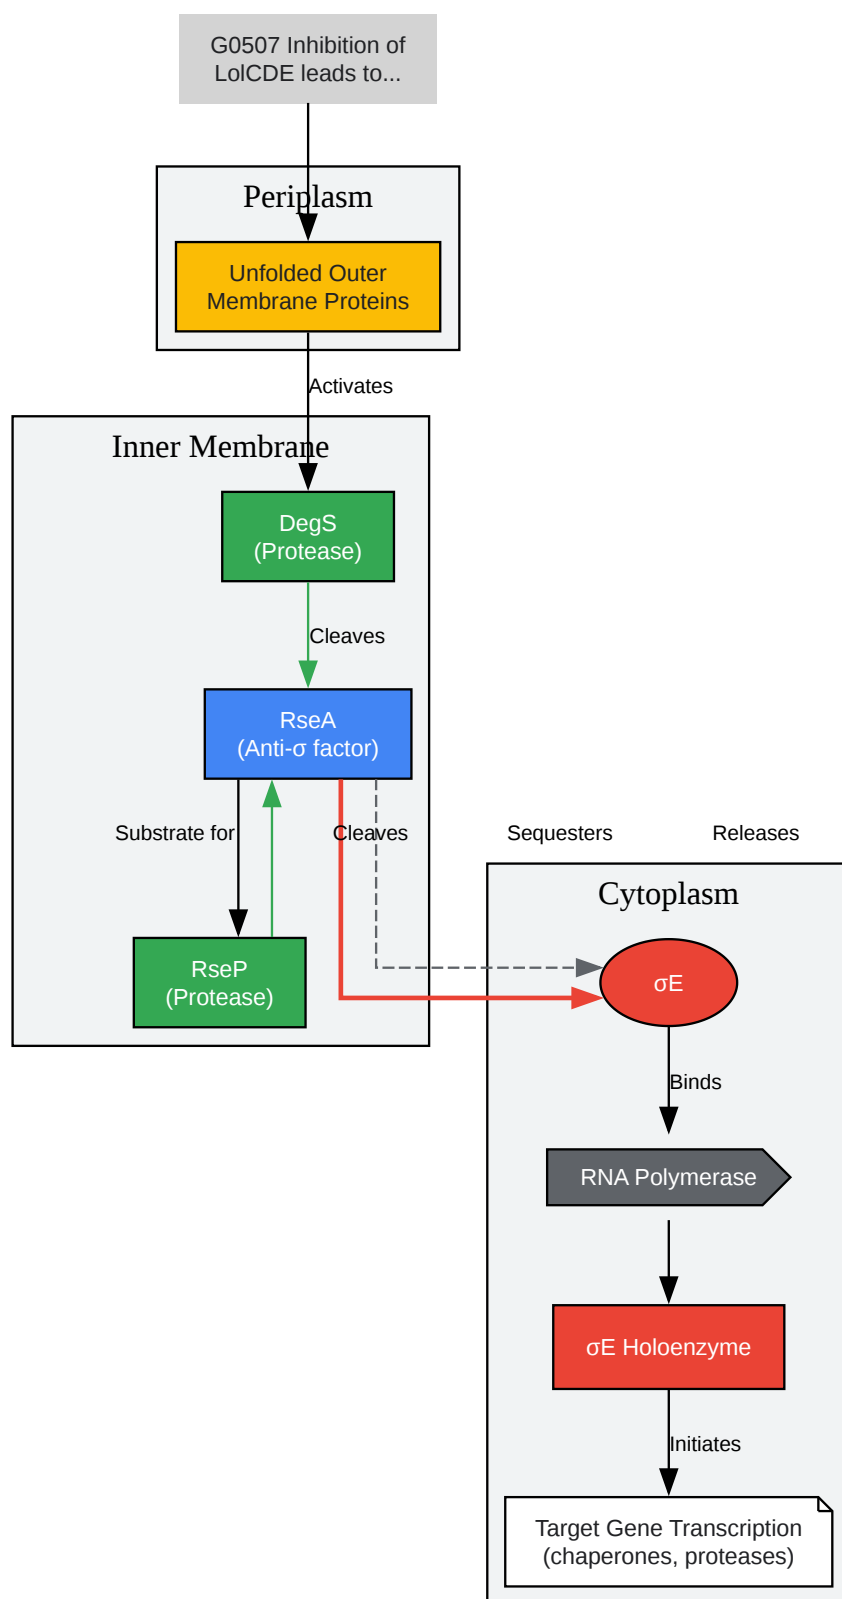 G0507 Inhibition of
LolCDE leads to...
Periplasm
Unfolded Outer
Membrane Proteins
Activates
Inner Membrane
DegS
(Protease)
Cleaves
RseA
(Anti-σ factor)
Substrate for
Cleaves
Sequesters
Releases
Cytoplasm
RseP
(Protease)
σE
Binds
RNA Polymerase
σE Holoenzyme
Initiates
Target Gene Transcription
(chaperones, proteases)